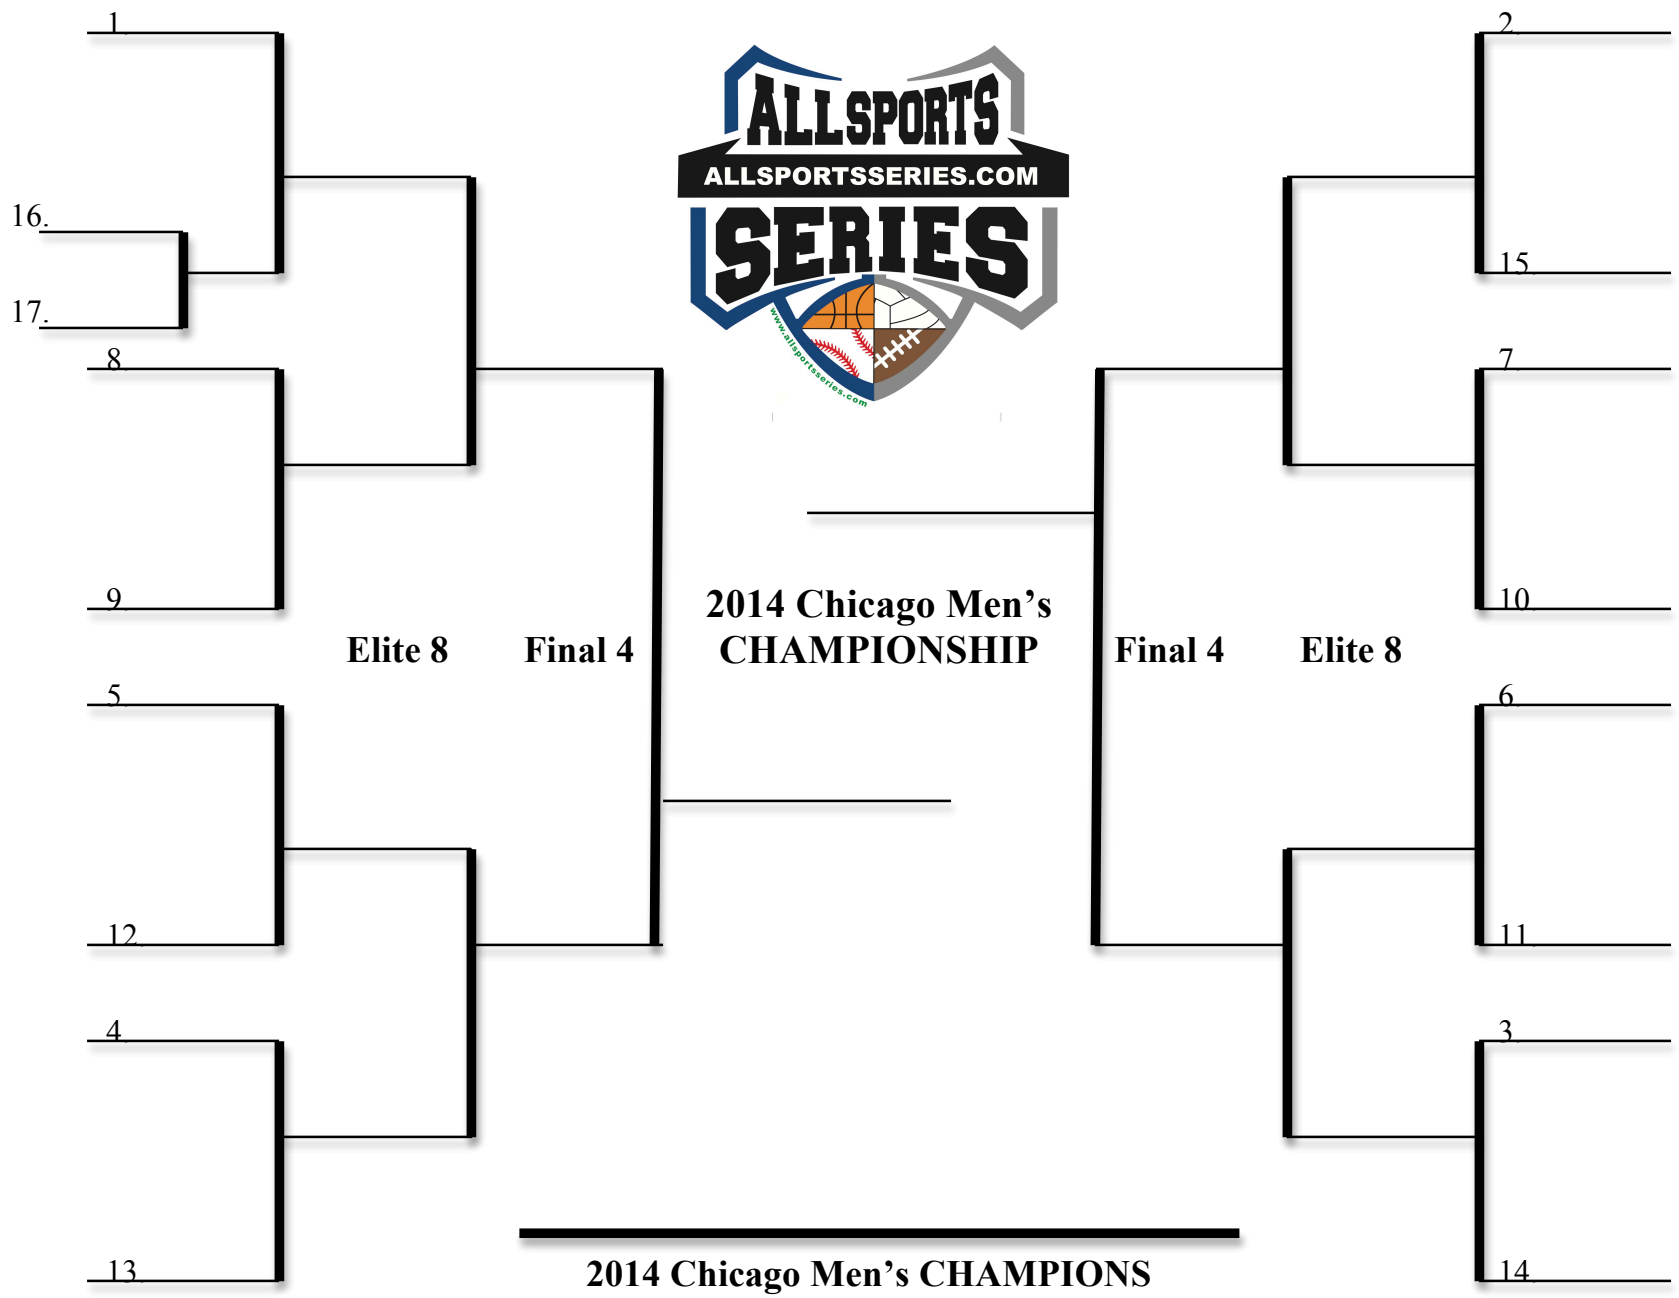 1.
16.
17.
8.
9.
5.
12.
4.
13.
ALLSPORTS
ALLSPORTSSERIES.COM
SERIES
www.allsportsseries.com
2014 Chicago Men's
CHAMPIONSHIP
Elite 8
Final 4
Final 4
Elite 8
2.
15.
7.
10.
6.
11.
3.
14.
2014 Chicago Men's CHAMPIONS